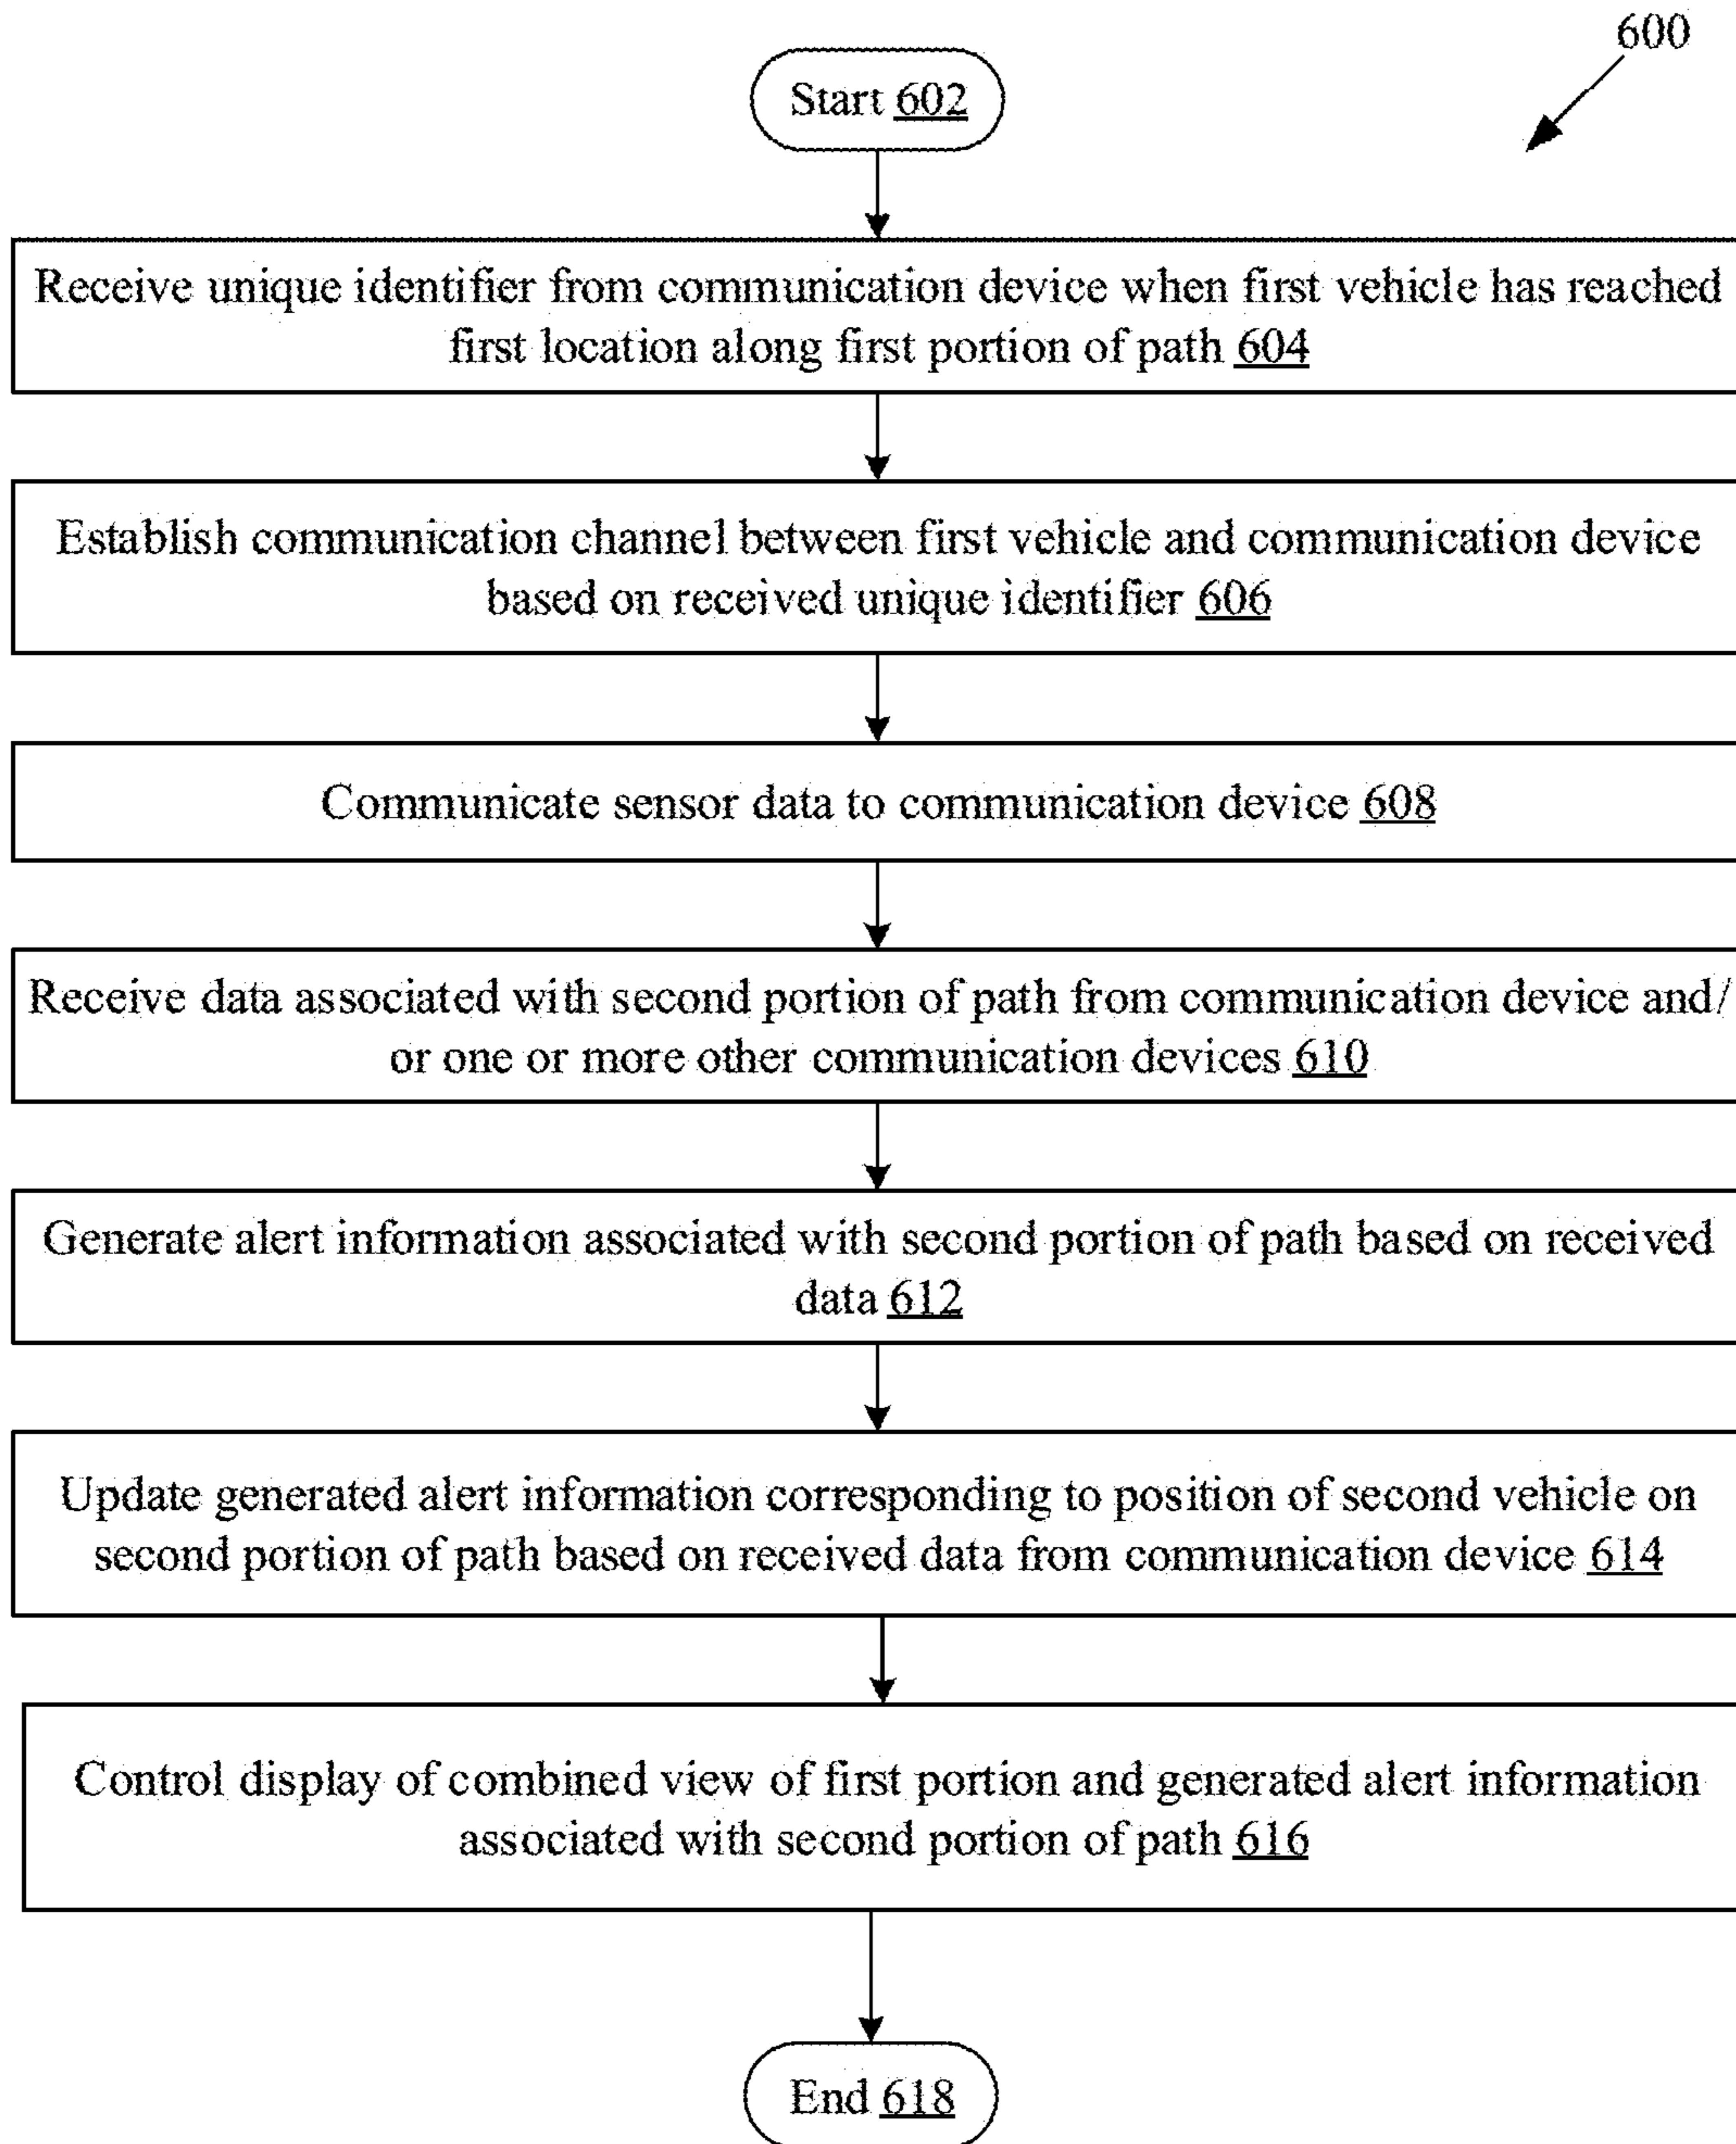 600
Start 602
Receive unique identifier from communication device when first vehicle has reached
first location along first portion of path 604
Establish communication channel between first vehicle and communication device
based on received unique identifier 606
Communicate sensor data to communication device 608
Receive data associated with second portion of path from communication device and/
or one or more other communication devices 610
Generate alert information associated with second portion of path based on received
data 612
Update generated alert information corresponding to position of second vehicle on
second portion of path based on received data from communication device 614
Control display of combined view of first portion and generated alert information
associated with second portion of path 616
End 618